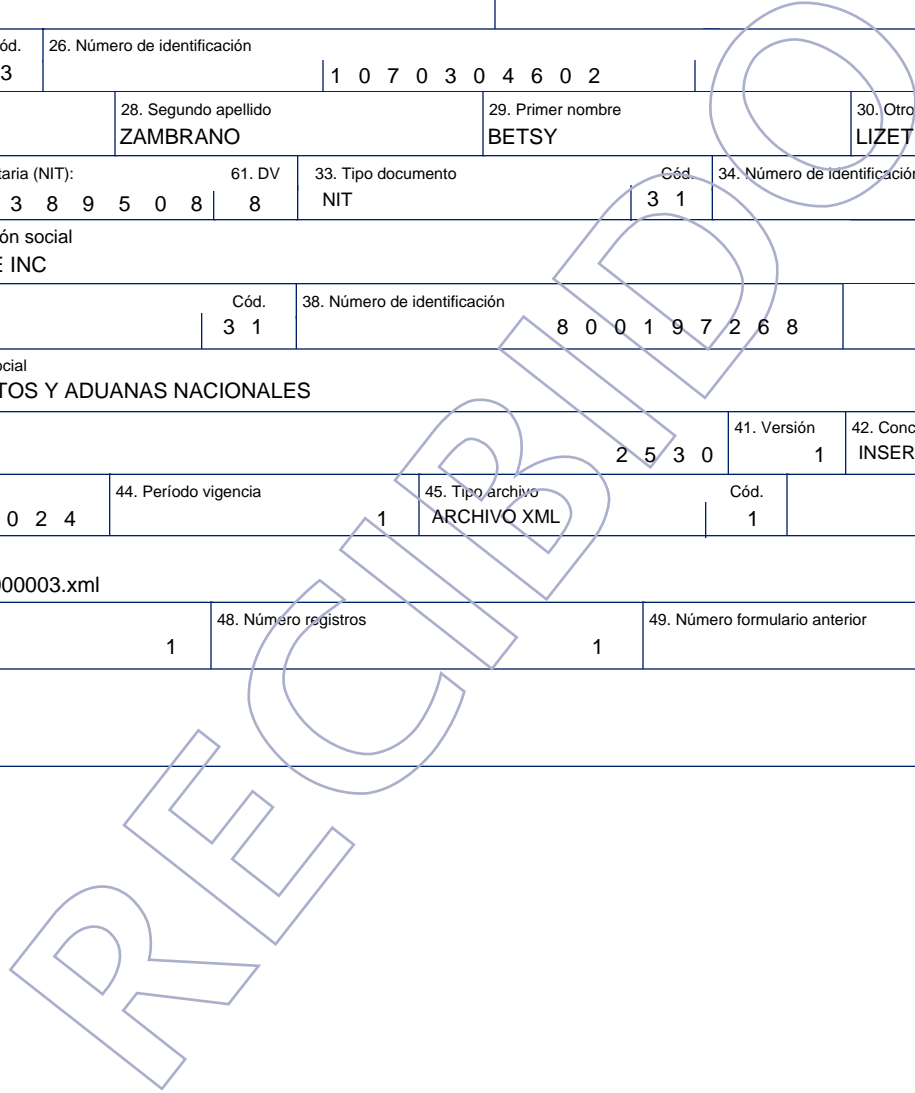 ód. 26. Número de identificación
3 1 0 7 0 3 0 4 6 0 2
28. Segundo apellido 29. Primer nombre 30. Otro
ZAMBRANO BETSY LIZET
taria (NIT): 61. DV 33. Tipo documento Cód. 34. Número de identificación
3 8 9 5 0 8 8 NIT 3 1
ón social
E INC
Cód. 38. Número de identificación
3 1 8 0 0 1 9 7 2 6 8
ocial
TOS Y ADUANAS NACIONALES
41. Versión 42. Conc
2 5 3 0 1 INSER
44. Período vigencia 45. Tipo archivo Cód.
0 2 4 1 ARCHIVO XML 1
000003.xml
48. Número registros 49. Número formulario anterior
1 1
RECIBIDO